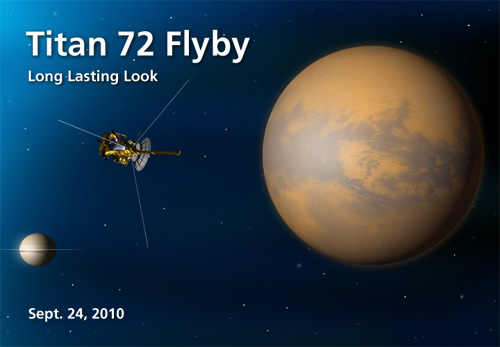 Titan 72 Flyby
Long Lasting Look
Sept. 24, 2010